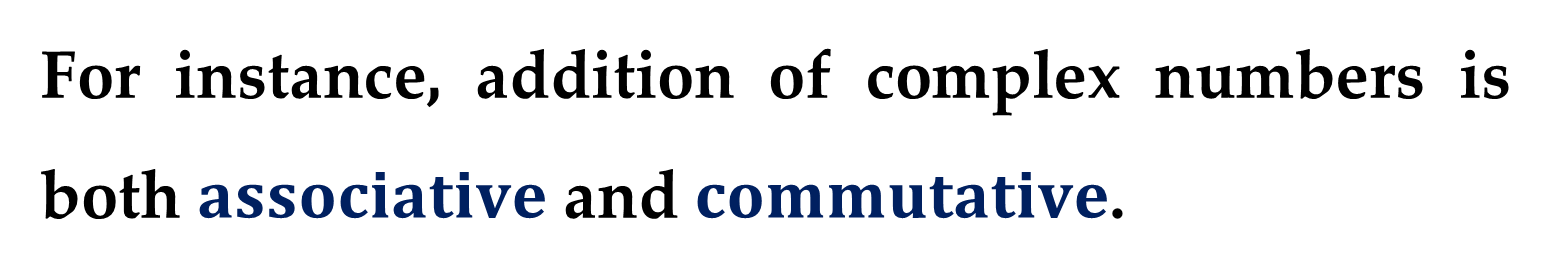 For instance, addition of complex numbers is
both associative and commutative.